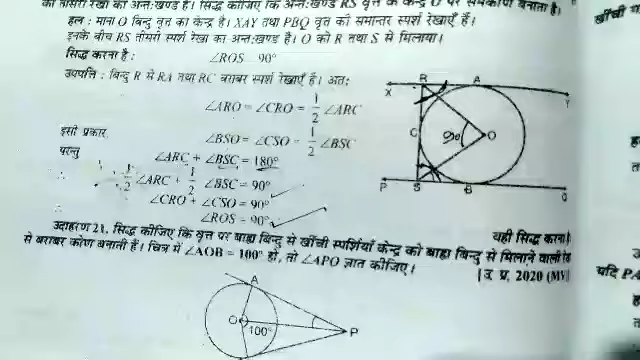 को तीसरी रेखा का अन्तःखण्ड है। सिद्ध कीजिए कि अन्तःखण्ड RS वृत्त के केन्द्र O पर समकोण बनाता है।
हल : माना O बिन्दु वृत्त का केन्द्र है। XAY तथा PBQ वृत्त की समान्तर स्पर्श रेखाएँ हैं।
इनके बीच RS तीसरी स्पर्श रेखा का अन्तःखण्ड है। O को R तथा S से मिलाया।
सिद्ध करना है : ∠ROS = 90°
उपपत्ति : बिन्दु R से RA तथा RC बराबर स्पर्श रेखाएँ हैं। अतः
∠ARO = ∠CRO = 1/2 ∠ARC
इसी प्रकार ∠BSO = ∠CSO = 1/2 ∠BSC
परन्तु ∠ARC + ∠BSC = 180°
1/2 ∠ARC + 1/2 ∠BSC = 90°
∠CRO + ∠CSO = 90°
∠ROS = 90°
यही सिद्ध करना
R A
X Y
C 90 O
P S B Q
उदाहरण 21. सिद्ध कीजिए कि वृत्त पर बाह्य बिन्दु से खींची स्पर्शियाँ केन्द्र को बाह्य बिन्दु से मिलाने वाली
से बराबर कोण बनाती हैं। चित्र में ∠AOB = 100° हो, तो ∠APO ज्ञात कीजिए।
[उ. प्र. 2020 (MV)]
A
O 100° P
खींची स्प
यदि PA